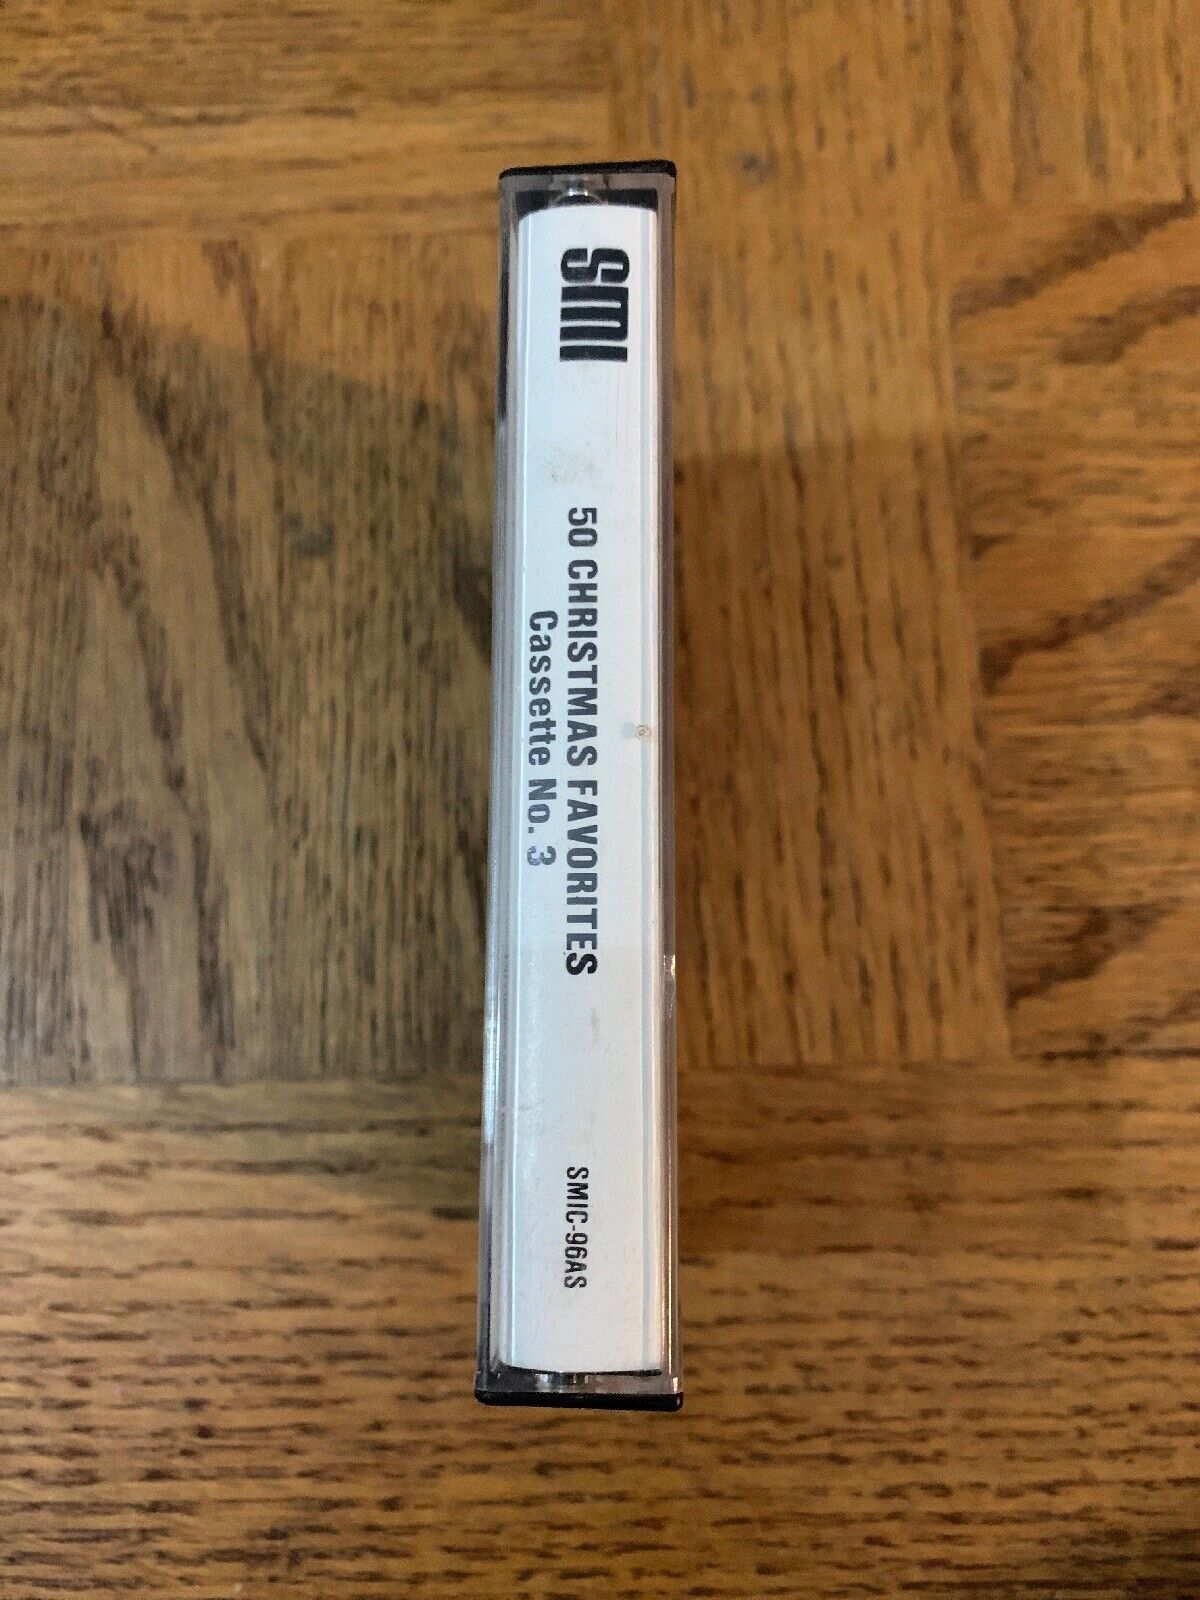 SMI
50 CHRISTMAS FAVORITES
Cassette No. 3
SMIC-96AS